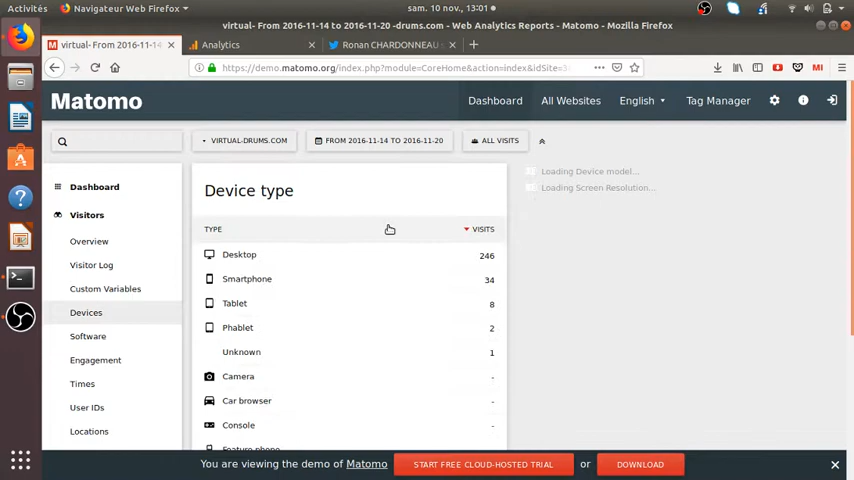 Activités
Navigateur Web Firefox ▾
sam. 10 nov., 13:01
virtual- From 2016-11-14 to 2016-11-20 -drums.com - Web Analytics Reports - Matomo - Mozilla Firefox
virtual- From 2016-11-14
Analytics
Ronan CHARDONNEAU
https://demo.matomo.org/index.php?module=CoreHome&action=index&idSite=3
Matomo
Dashboard
All Websites
English
Tag Manager
VIRTUAL-DRUMS.COM
FROM 2016-11-14 TO 2016-11-20
ALL VISITS
Dashboard
Visitors
Overview
Visitor Log
Custom Variables
Devices
Software
Engagement
Times
User IDs
Locations
Device type
TYPE VISITS
Desktop 246
Smartphone 34
Tablet 8
Phablet 2
Unknown 1
Camera -
Car browser -
Console -
Feature phone
Loading Device model...
Loading Screen Resolution...
You are viewing the demo of Matomo START FREE CLOUD-HOSTED TRIAL or DOWNLOAD